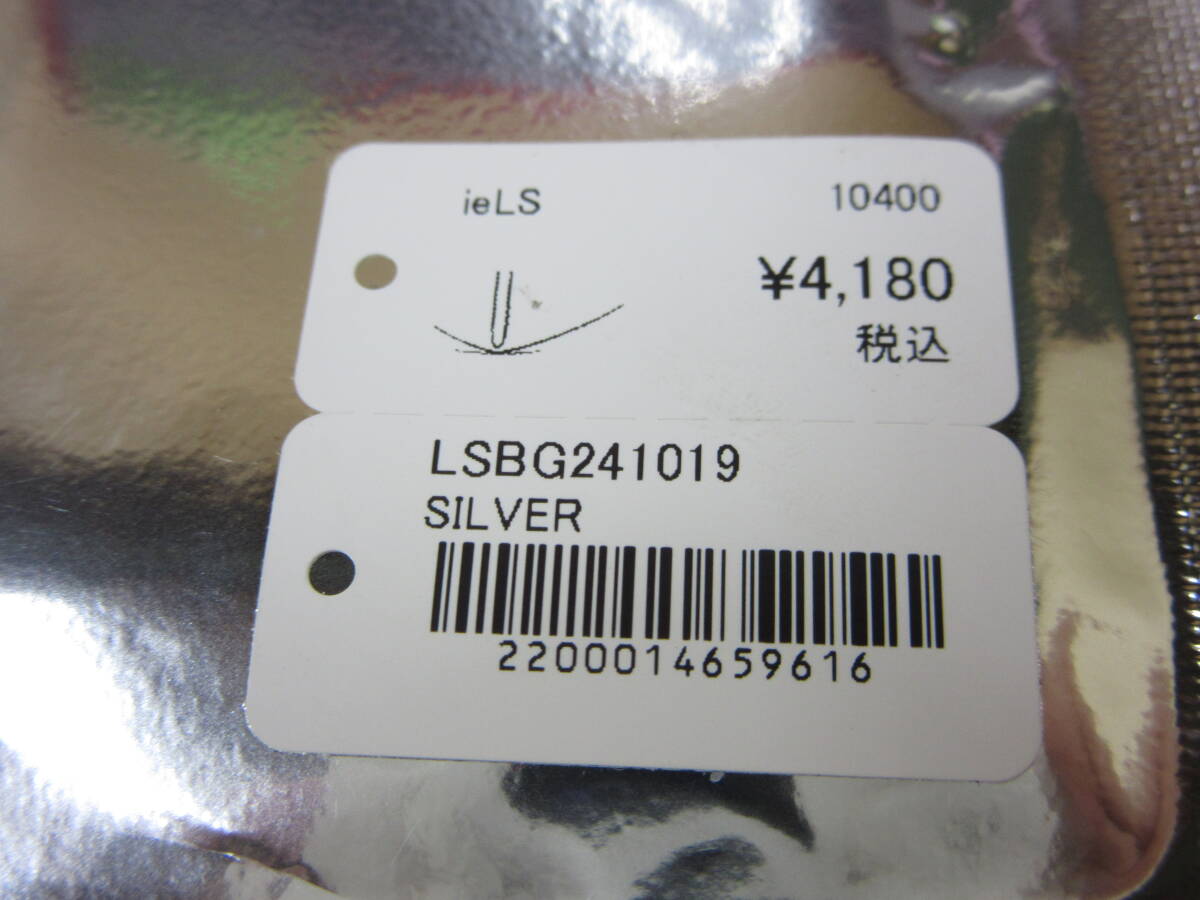 ieLS 10400
¥4,180
税込
LSBG241019
SILVER
2200014659616